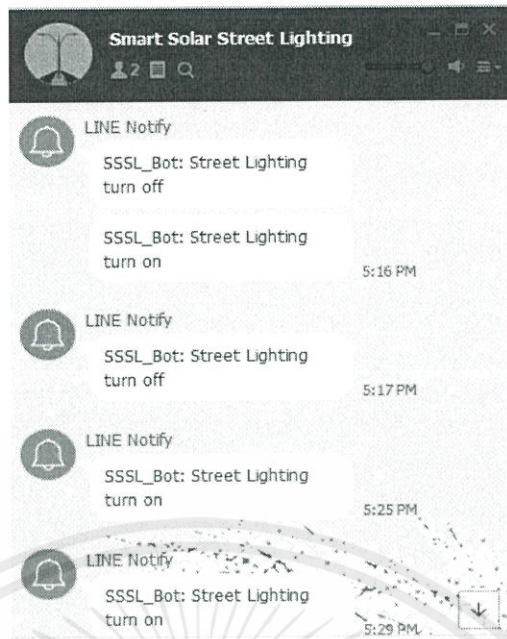 Smart Solar Street Lighting
2
LINE Notify
SSSL_Bot: Street Lighting
turn off
SSSL_Bot: Street Lighting
turn on
5:16 PM
LINE Notify
SSSL_Bot: Street Lighting
turn off
5:17 PM
LINE Notify
SSSL_Bot: Street Lighting
turn on
5:25 PM
LINE Notify
SSSL_Bot: Street Lighting
turn on
5:29 PM